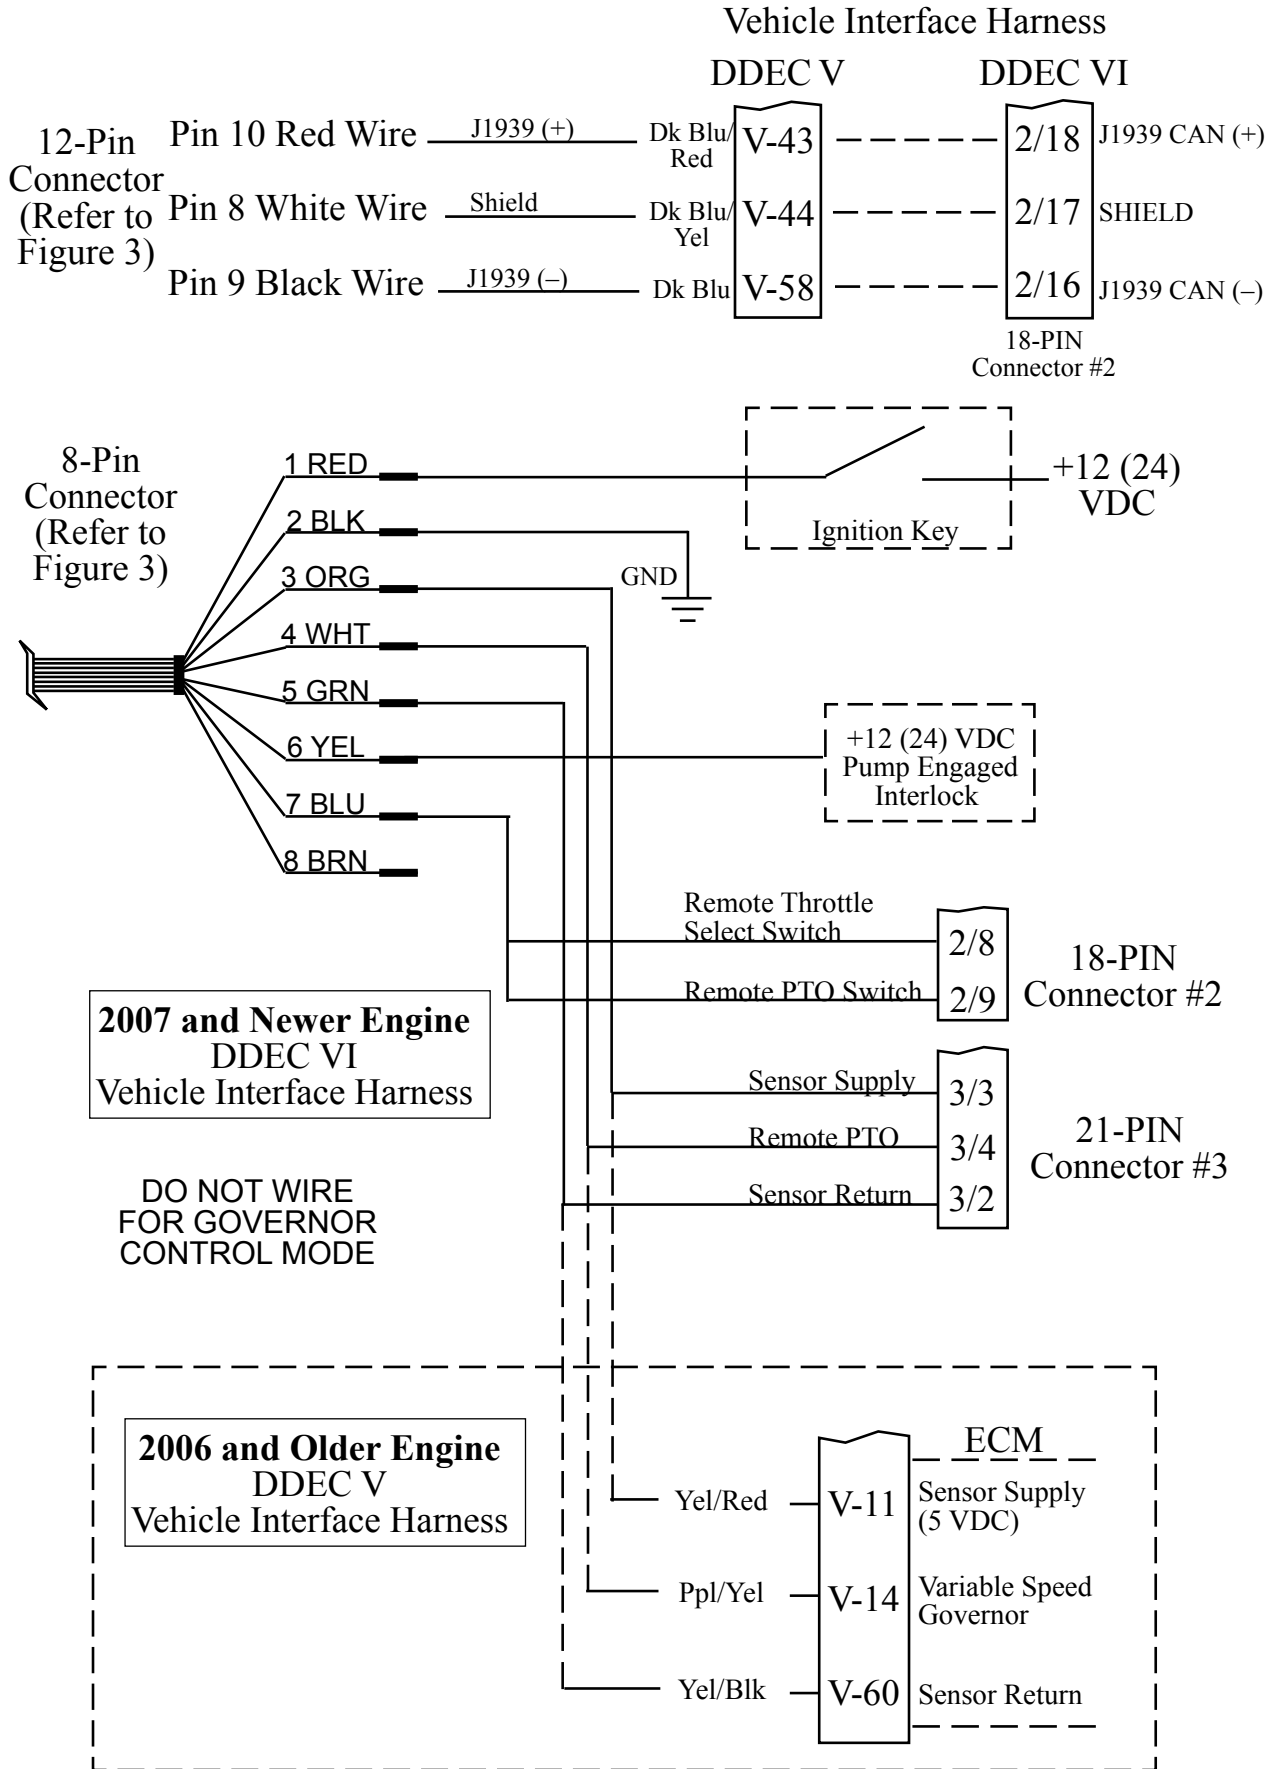 Vehicle Interface Harness
DDEC V
DDEC VI
12-Pin
Connector
(Refer to
Figure 3)
Pin 10 Red Wire
J1939 (+)
Dk Blu/
Red
V-43
2/18
J1939 CAN (+)
Pin 8 White Wire
Shield
Dk Blu/
Yel
V-44
2/17
SHIELD
Pin 9 Black Wire
J1939 (–)
Dk Blu
V-58
2/16
J1939 CAN (–)
18-PIN
Connector #2
8-Pin
Connector
(Refer to
Figure 3)
1 RED
Ignition Key
+12 (24)
VDC
2 BLK
GND
3 ORG
4 WHT
5 GRN
6 YEL
+12 (24) VDC
Pump Engaged
Interlock
7 BLU
8 BRN
Remote Throttle
Select Switch
2/8
Remote PTO Switch
2/9
18-PIN
Connector #2
2007 and Newer Engine
DDEC VI
Vehicle Interface Harness
Sensor Supply
3/3
Remote PTO
3/4
Sensor Return
3/2
21-PIN
Connector #3
DO NOT WIRE
FOR GOVERNOR
CONTROL MODE
2006 and Older Engine
DDEC V
Vehicle Interface Harness
ECM
Yel/Red
V-11
Sensor Supply
(5 VDC)
Ppl/Yel
V-14
Variable Speed
Governor
Yel/Blk
V-60
Sensor Return